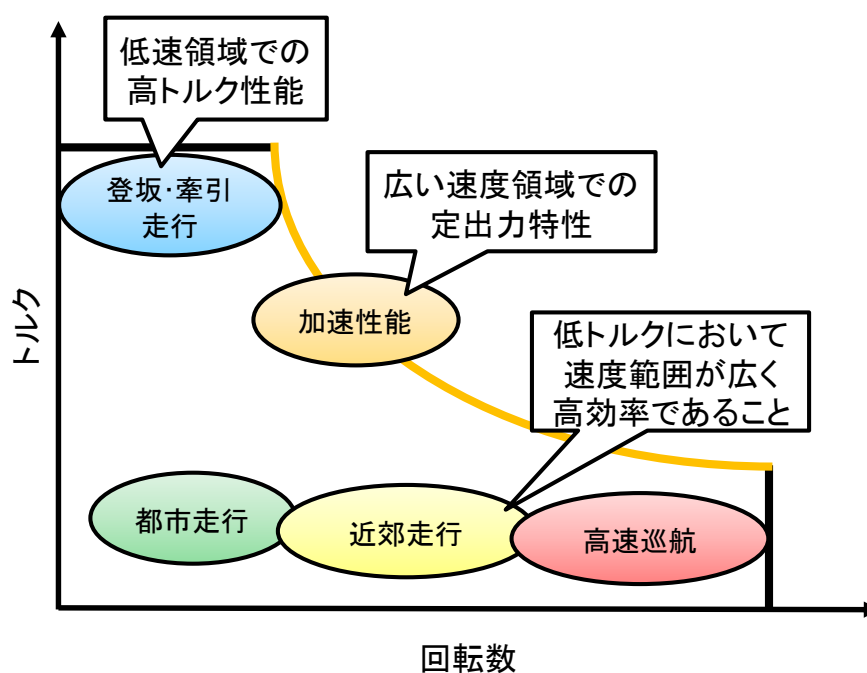 低速領域での
高トルク性能
登坂・牽引
走行
広い速度領域での
定出力特性
加速性能
低トルクにおいて
速度範囲が広く
高効率であること
トルク
都市走行
近郊走行
高速巡航
回転数